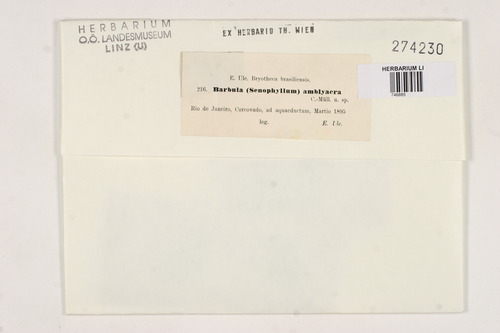 HERBARIUM
O.Ö. LANDESMUSEUM
LINZ (U)
EX HERBARIO TH. WIEN
274230
HERBARIUM LI
E. Ule. Bryotheca brasiliensis.
216. Barbula (Senophyllum) amblyacra
C.-Müll. n. sp.
Rio de Janeiro, Corcovado, ad aquaeductum, Martio 1895
leg. E. Ule.